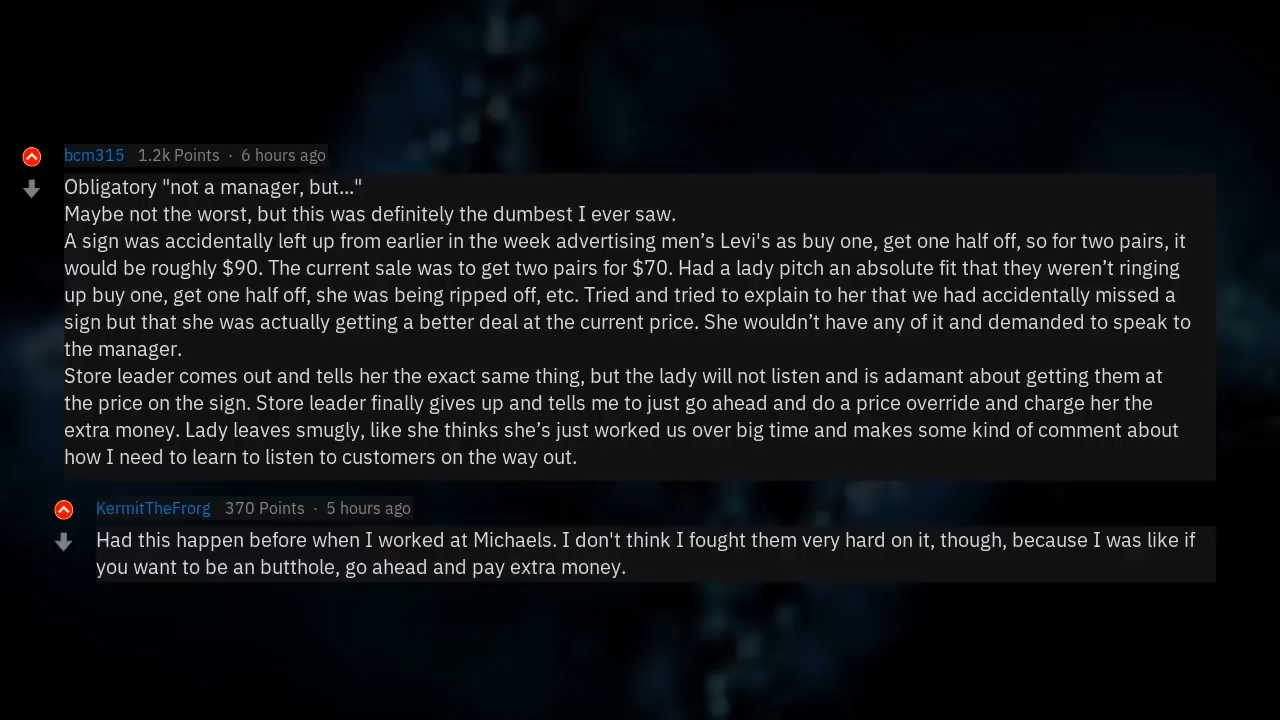 bcm315 1.2k Points · 6 hours ago
Obligatory "not a manager, but..."
Maybe not the worst, but this was definitely the dumbest I ever saw.
A sign was accidentally left up from earlier in the week advertising men’s Levi's as buy one, get one half off, so for two pairs, it
would be roughly $90. The current sale was to get two pairs for $70. Had a lady pitch an absolute fit that they weren’t ringing
up buy one, get one half off, she was being ripped off, etc. Tried and tried to explain to her that we had accidentally missed a
sign but that she was actually getting a better deal at the current price. She wouldn’t have any of it and demanded to speak to
the manager.
Store leader comes out and tells her the exact same thing, but the lady will not listen and is adamant about getting them at
the price on the sign. Store leader finally gives up and tells me to just go ahead and do a price override and charge her the
extra money. Lady leaves smugly, like she thinks she’s just worked us over big time and makes some kind of comment about
how I need to learn to listen to customers on the way out.
KermitTheFrorg 370 Points · 5 hours ago
Had this happen before when I worked at Michaels. I don't think I fought them very hard on it, though, because I was like if
you want to be an butthole, go ahead and pay extra money.